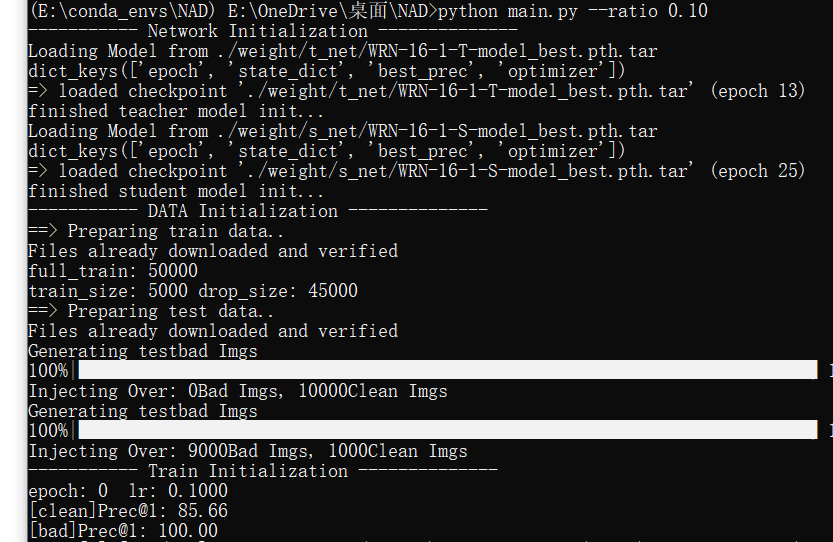 (E:\conda_envs\NAD) E:\OneDrive\桌面\NAD>python main.py --ratio 0.10
----------- Network Initialization --------------
Loading Model from ./weight/t_net/WRN-16-1-T-model_best.pth.tar
dict_keys(['epoch', 'state_dict', 'best_prec', 'optimizer'])
=> loaded checkpoint './weight/t_net/WRN-16-1-T-model_best.pth.tar' (epoch 13)
finished teacher model init...
Loading Model from ./weight/s_net/WRN-16-1-S-model_best.pth.tar
dict_keys(['epoch', 'state_dict', 'best_prec', 'optimizer'])
=> loaded checkpoint './weight/s_net/WRN-16-1-S-model_best.pth.tar' (epoch 25)
finished student model init...
----------- DATA Initialization --------------
==> Preparing train data..
Files already downloaded and verified
full_train: 50000
train_size: 5000 drop_size: 45000
==> Preparing test data..
Files already downloaded and verified
Generating testbad Imgs
100%|
Injecting Over: 0Bad Imgs, 10000Clean Imgs
Generating testbad Imgs
100%|
Injecting Over: 9000Bad Imgs, 1000Clean Imgs
----------- Train Initialization --------------
epoch: 0  lr: 0.1000
[clean]Prec@1: 85.66
[bad]Prec@1: 100.00